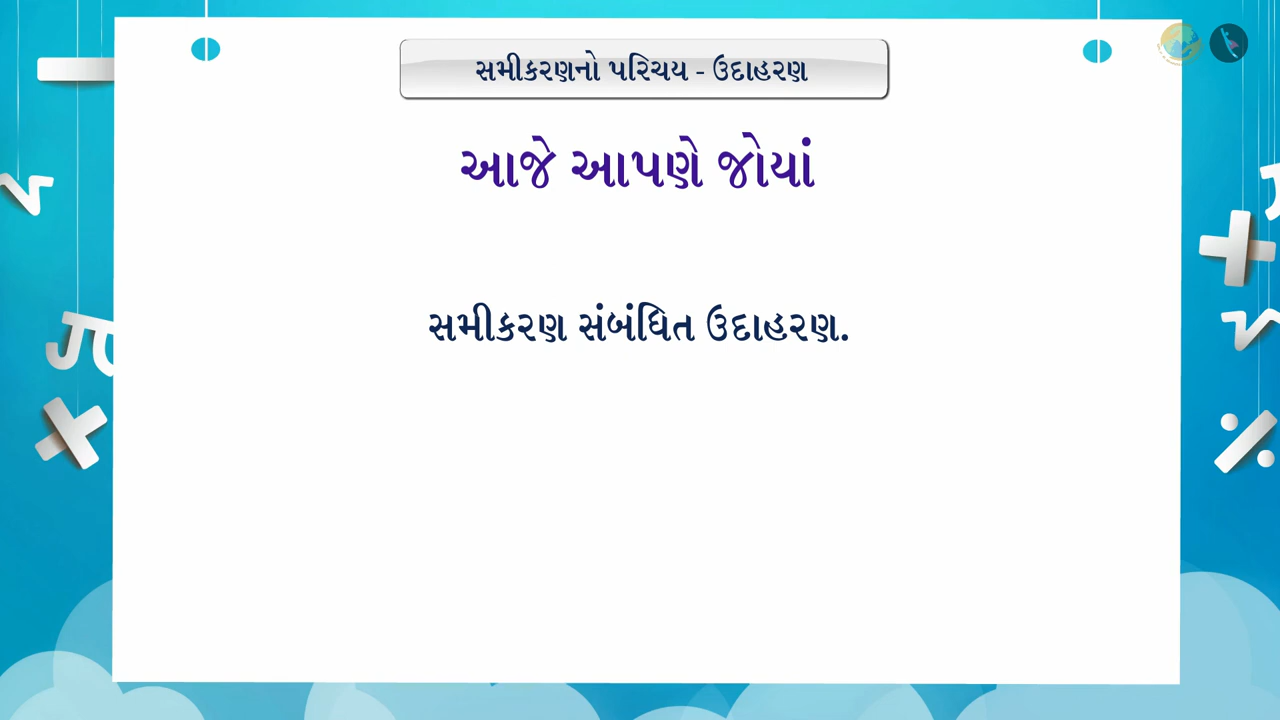 સમીકરણનો પરિચય - ઉદાહરણ
આજે આપણે જોયાં
સમીકરણ સંબંધિત ઉદાહરણ.